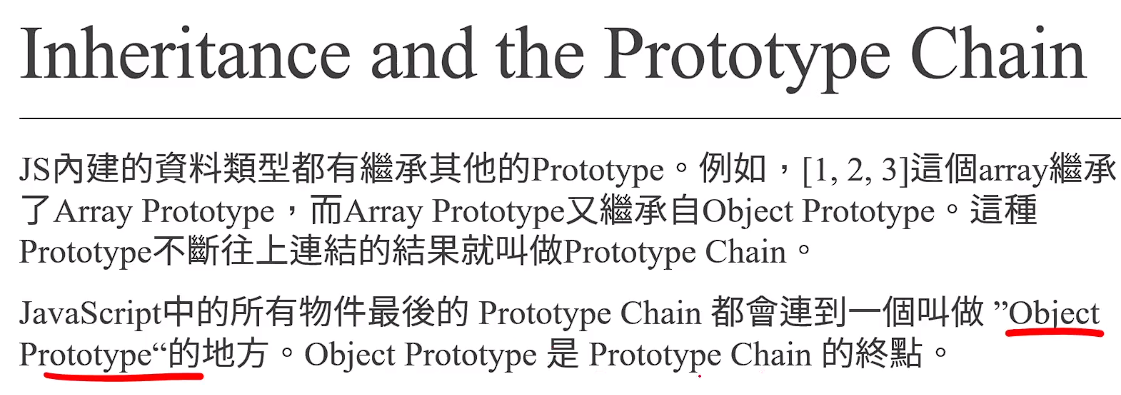 Inheritance and the Prototype Chain
JS內建的資料類型都有繼承其他的Prototype。例如，[1, 2, 3]這個array繼承
了Array Prototype，而Array Prototype又繼承自Object Prototype。這種
Prototype不斷往上連結的結果就叫做Prototype Chain。
JavaScript中的所有物件最後的 Prototype Chain 都會連到一個叫做 ”Object
Prototype“的地方。Object Prototype 是 Prototype Chain 的終點。